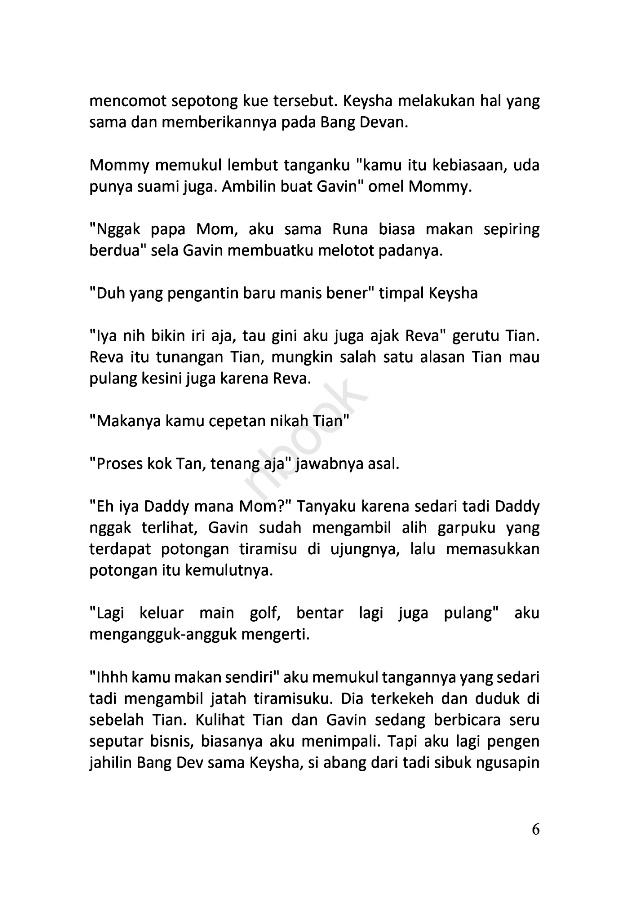 mencomot sepotong kue tersebut. Keysha melakukan hal yang
sama dan memberikannya pada Bang Devan.
Mommy memukul lembut tanganku "kamu itu kebiasaan, uda
punya suami juga. Ambilin buat Gavin" omel Mommy.
"Nggak papa Mom, aku sama Runa biasa makan sepiring
berdua" sela Gavin membuatku melotot padanya.
"Duh yang pengantin baru manis bener" timpal Keysha
"Iya nih bikin iri aja, tau gini aku juga ajak Reva" gerutu Tian.
Reva itu tunangan Tian, mungkin salah satu alasan Tian mau
pulang kesini juga karena Reva.
"Makanya kamu cepetan nikah Tian"
"Proses kok Tan, tenang aja" jawabnya asal.
"Eh iya Daddy mana Mom?" Tanyaku karena sedari tadi Daddy
nggak terlihat, Gavin sudah mengambil alih garpuku yang
terdapat potongan tiramisu di ujungnya, lalu memasukkan
potongan itu kemulutnya.
"Lagi keluar main golf, bentar lagi juga pulang" aku
mengangguk-angguk mengerti.
"Ihhh kamu makan sendiri" aku memukul tangannya yang sedari
tadi mengambil jatah tiramisuku. Dia terkekeh dan duduk di
sebelah Tian. Kulihat Tian dan Gavin sedang berbicara seru
seputar bisnis, biasanya aku menimpali. Tapi aku lagi pengen
jahilin Bang Dev sama Keysha, si abang dari tadi sibuk ngusapin
6